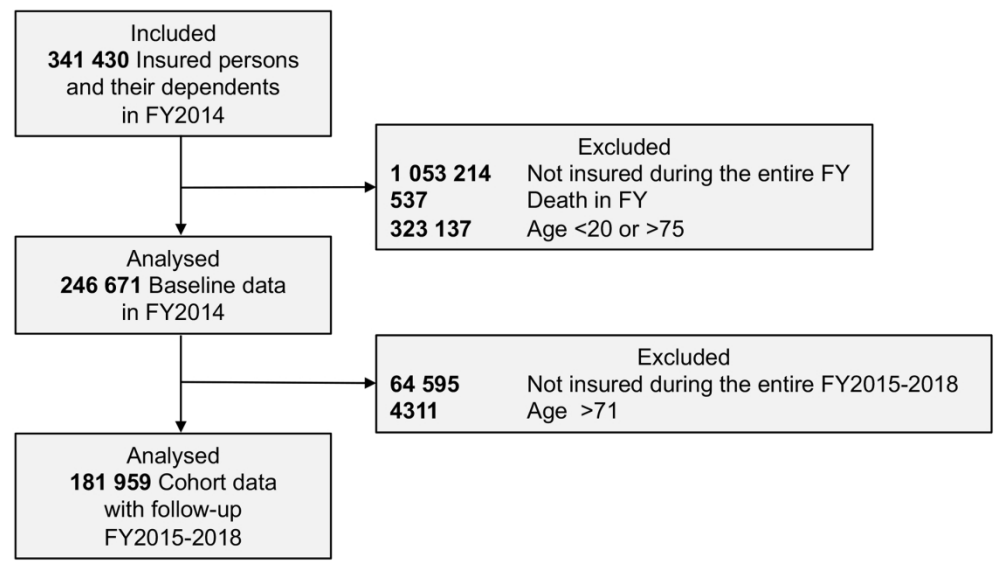 Included
341 430 Insured persons
and their dependents
in FY2014
Excluded
1 053 214 Not insured during the entire FY
537 Death in FY
323 137 Age <20 or >75
Analysed
246 671 Baseline data
in FY2014
Excluded
64 595 Not insured during the entire FY2015-2018
4311 Age >71
Analysed
181 959 Cohort data
with follow-up
FY2015-2018